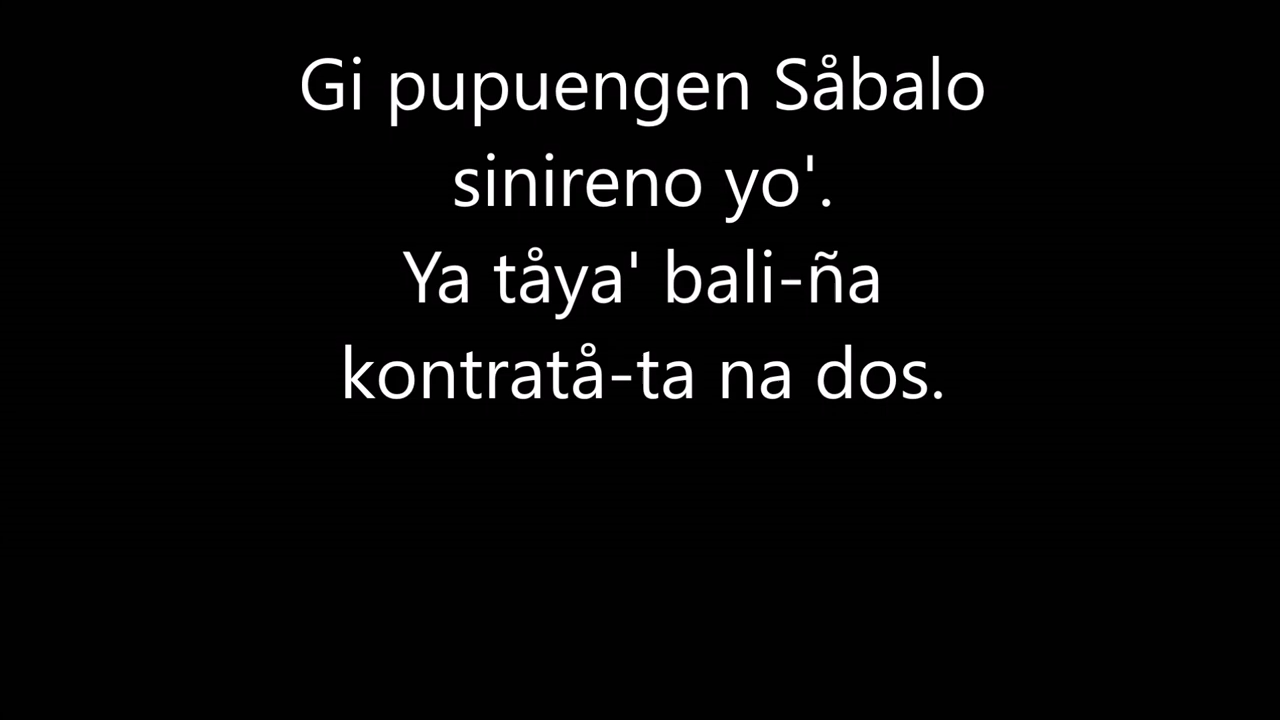 Gi pupuengen Såbalo
sinireno yo'.
Ya tåya' bali-ña
kontratå-ta na dos.